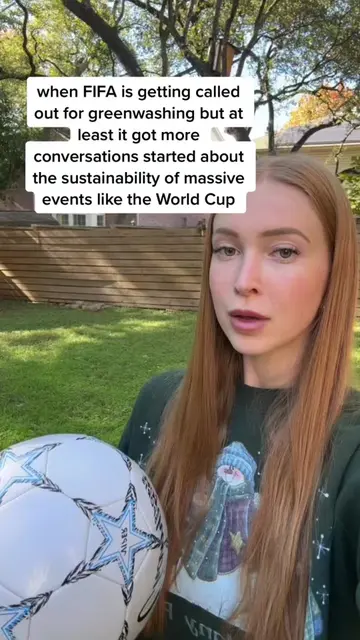 when FIFA is getting called
out for greenwashing but at
least it got more
conversations started about
the sustainability of massive
events like the World Cup